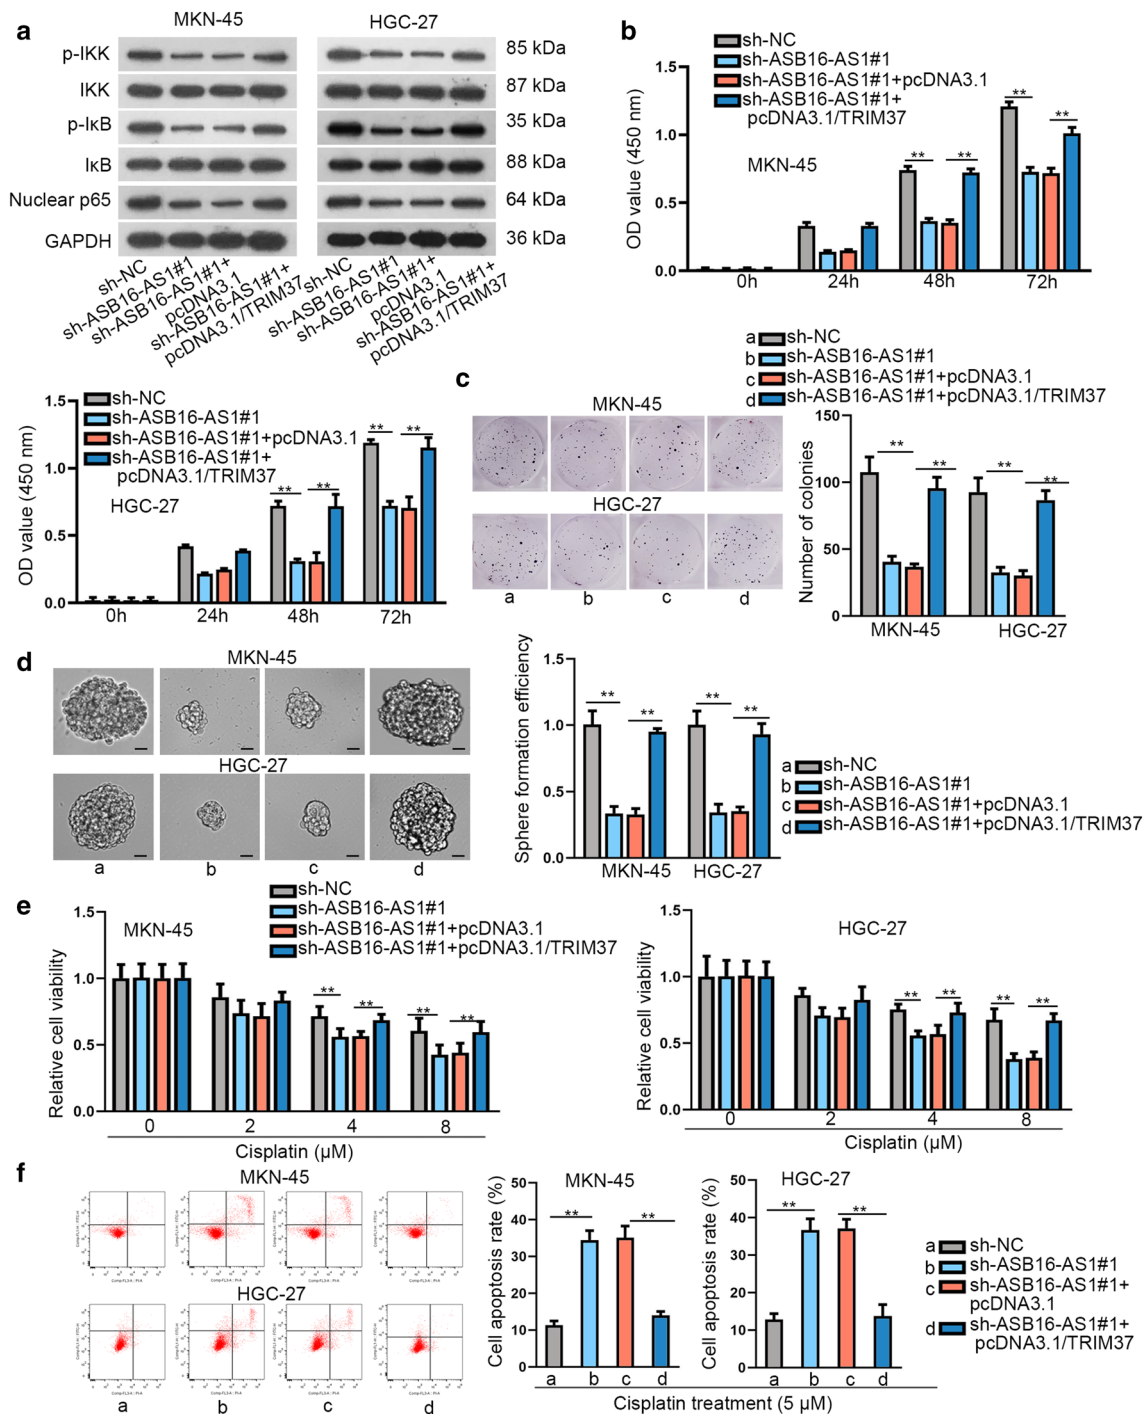 a
MKN-45
HGC-27
p-IKK
85 kDa
IKK
87 kDa
p-IκB
35 kDa
IκB
88 kDa
Nuclear p65
64 kDa
GAPDH
36 kDa
sh-NC
sh-ASB16-AS1#1
sh-ASB16-AS1#1+
pcDNA3.1
sh-ASB16-AS1#1+
pcDNA3.1/TRIM37
sh-NC
sh-ASB16-AS1#1
sh-ASB16-AS1#1+
pcDNA3.1
sh-ASB16-AS1#1+
pcDNA3.1/TRIM37
b
sh-NC
sh-ASB16-AS1#1
sh-ASB16-AS1#1+pcDNA3.1
sh-ASB16-AS1#1+
pcDNA3.1/TRIM37
MKN-45
OD value (450 nm)
1.5
1.0
0.5
0.0
** ** ** **
0h 24h 48h 72h
sh-NC
sh-ASB16-AS1#1
sh-ASB16-AS1#1+pcDNA3.1
sh-ASB16-AS1#1+
pcDNA3.1/TRIM37
HGC-27
OD value (450 nm)
1.5
1.0
0.5
0.0
** ** ** **
0h 24h 48h 72h
c
a sh-NC
b sh-ASB16-AS1#1
c sh-ASB16-AS1#1+pcDNA3.1
d sh-ASB16-AS1#1+pcDNA3.1/TRIM37
MKN-45
HGC-27
a b c d
Number of colonies
150
100
50
0
** ** ** **
MKN-45 HGC-27
d
MKN-45
HGC-27
a b c d
Sphere formation efficiency
1.5
1.0
0.5
0.0
** ** ** **
MKN-45 HGC-27
a sh-NC
b sh-ASB16-AS1#1
c sh-ASB16-AS1#1+pcDNA3.1
d sh-ASB16-AS1#1+pcDNA3.1/TRIM37
e
sh-NC
sh-ASB16-AS1#1
sh-ASB16-AS1#1+pcDNA3.1
sh-ASB16-AS1#1+pcDNA3.1/TRIM37
MKN-45
Relative cell viability
1.5
1.0
0.5
0.0
** ** ** **
0 2 4 8
Cisplatin (µM)
HGC-27
Relative cell viability
1.5
1.0
0.5
0.0
** ** ** **
0 2 4 8
Cisplatin (µM)
f
MKN-45
HGC-27
a b c d
MKN-45
Cell apoptosis rate (%)
50
40
30
20
10
0
** **
a b c d
HGC-27
Cell apoptosis rate (%)
50
40
30
20
10
0
** **
a b c d
Cisplatin treatment (5 µM)
a sh-NC
b sh-ASB16-AS1#1
c sh-ASB16-AS1#1+
pcDNA3.1
d sh-ASB16-AS1#1+
pcDNA3.1/TRIM37